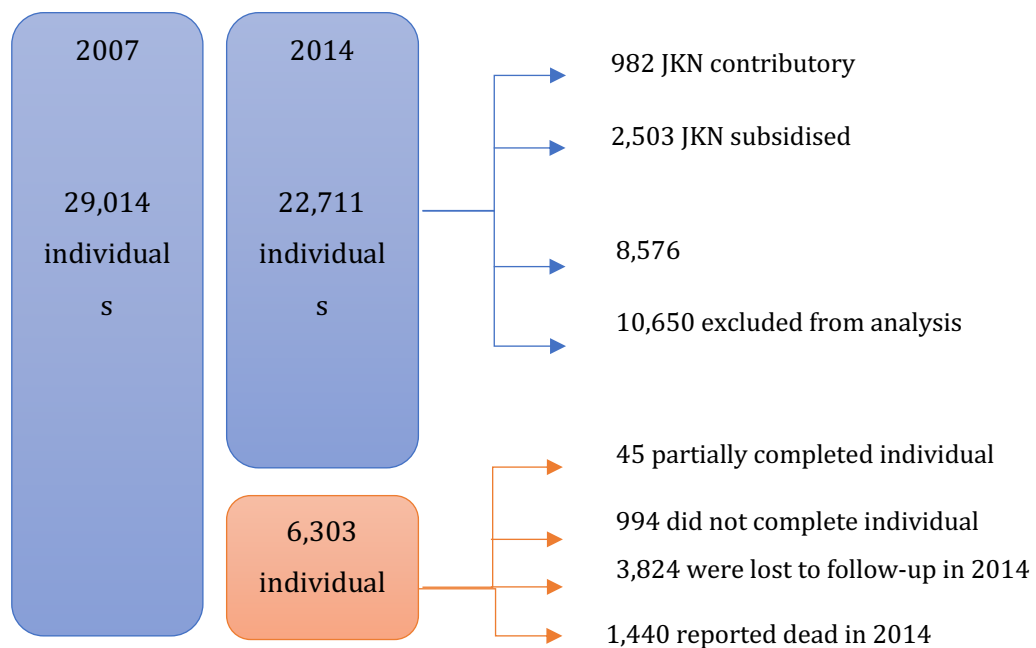 2007
29,014
individual
s
2014
22,711
individual
s
982 JKN contributory
2,503 JKN subsidised
8,576
10,650 excluded from analysis
6,303
individual
45 partially completed individual
994 did not complete individual
3,824 were lost to follow-up in 2014
1,440 reported dead in 2014